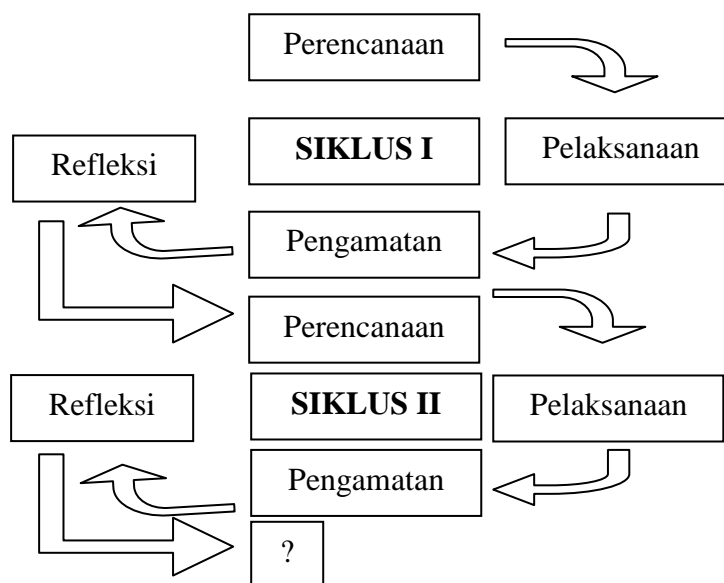 Perencanaan
SIKLUS I
Pelaksanaan
Refleksi
Pengamatan
Perencanaan
Refleksi
SIKLUS II
Pelaksanaan
Pengamatan
?